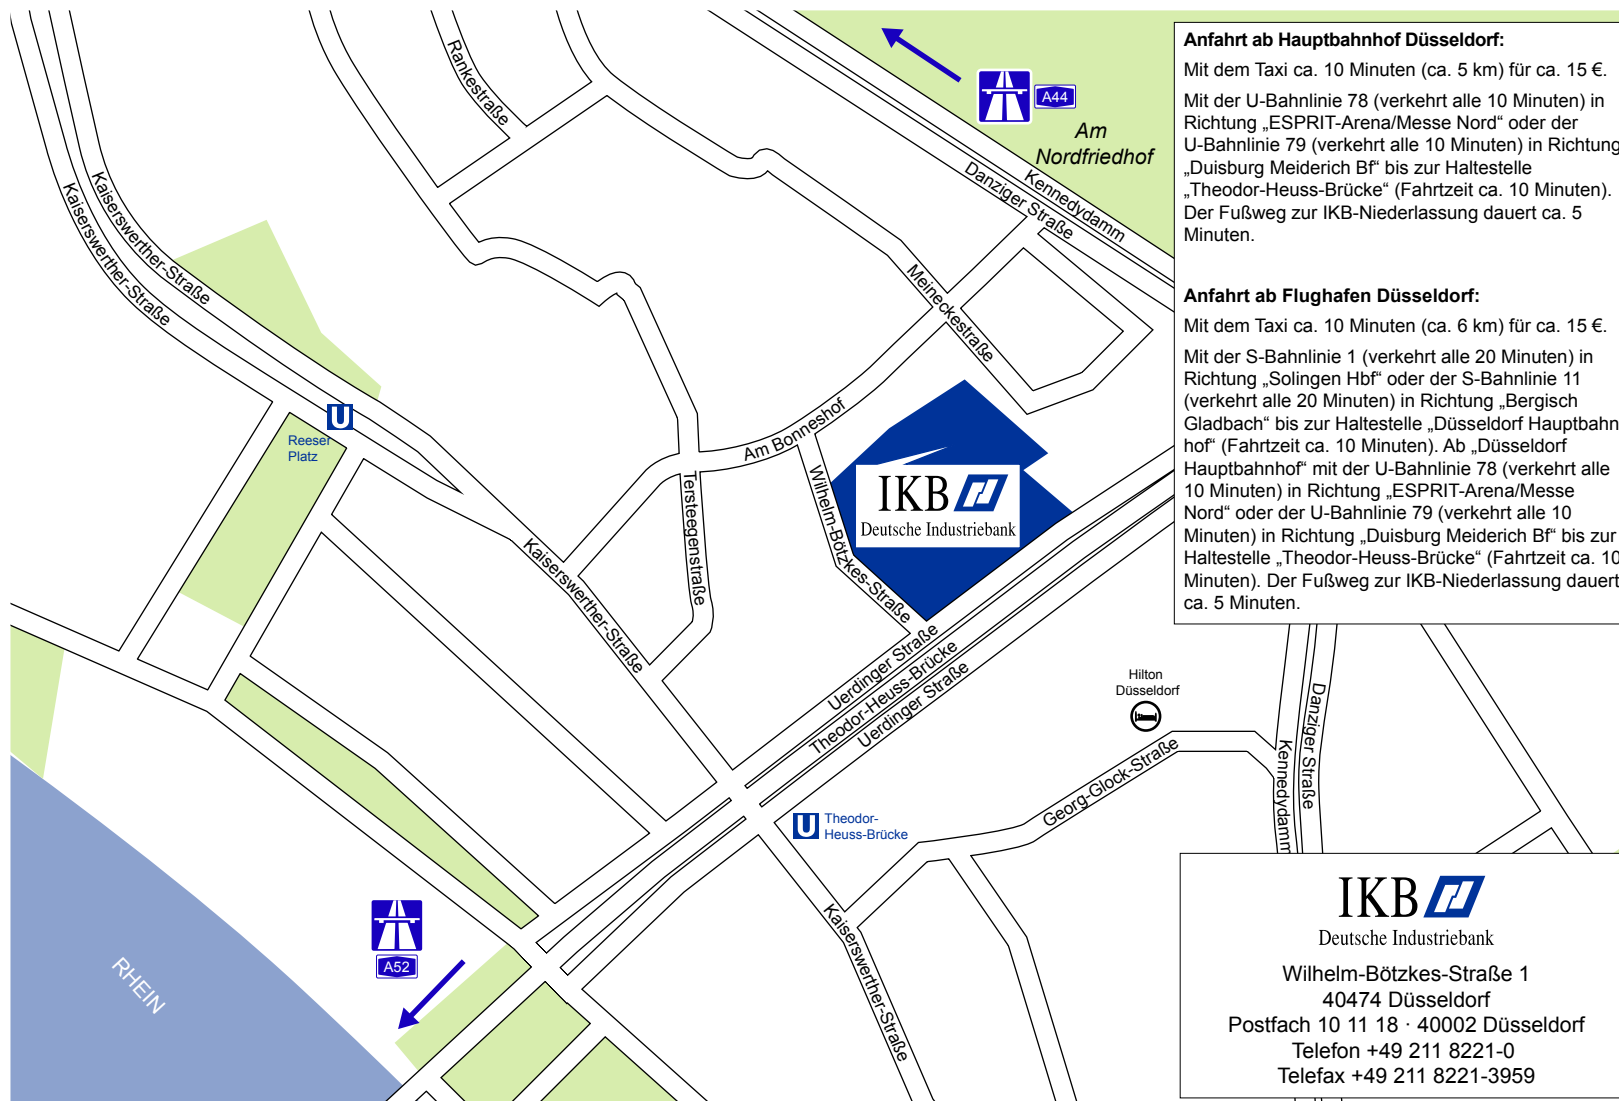 Anfahrt ab Hauptbahnhof Düsseldorf:
Mit dem Taxi ca. 10 Minuten (ca. 5 km) für ca. 15 €.
Mit der U-Bahnlinie 78 (verkehrt alle 10 Minuten) in
Richtung „ESPRIT-Arena/Messe Nord“ oder der
U-Bahnlinie 79 (verkehrt alle 10 Minuten) in Richtung
„Duisburg Meiderich Bf“ bis zur Haltestelle
„Theodor-Heuss-Brücke“ (Fahrtzeit ca. 10 Minuten).
Der Fußweg zur IKB-Niederlassung dauert ca. 5
Minuten.
Anfahrt ab Flughafen Düsseldorf:
Mit dem Taxi ca. 10 Minuten (ca. 6 km) für ca. 15 €.
Mit der S-Bahnlinie 1 (verkehrt alle 20 Minuten) in
Richtung „Solingen Hbf“ oder der S-Bahnlinie 11
(verkehrt alle 20 Minuten) in Richtung „Bergisch
Gladbach“ bis zur Haltestelle „Düsseldorf Hauptbahn
hof“ (Fahrtzeit ca. 10 Minuten). Ab „Düsseldorf
Hauptbahnhof“ mit der U-Bahnlinie 78 (verkehrt alle
10 Minuten) in Richtung „ESPRIT-Arena/Messe
Nord“ oder der U-Bahnlinie 79 (verkehrt alle 10
Minuten) in Richtung „Duisburg Meiderich Bf“ bis zur
Haltestelle „Theodor-Heuss-Brücke“ (Fahrtzeit ca. 10
Minuten). Der Fußweg zur IKB-Niederlassung dauert
ca. 5 Minuten.
Rankestraße
A44
Am
Nordfriedhof
Kennedydamm
Danziger Straße
Kaiserswerther-Straße
Kaiserswerther-Straße
Meineckestraße
U
Reeser
Platz
Am Bonneshof
Tersteegenstraße
Wilhelm-Bötzkes-Straße
IKB
Deutsche Industriebank
Kaiserswerther-Straße
Uerdinger Straße
Theodor-Heuss-Brücke
Uerdinger Straße
Hilton
Düsseldorf
Georg-Glock-Straße
Kennedydamm
Danziger Straße
U
Theodor-
Heuss-Brücke
Kaiserswerther-Straße
A52
RHEIN
IKB
Deutsche Industriebank
Wilhelm-Bötzkes-Straße 1
40474 Düsseldorf
Postfach 10 11 18 · 40002 Düsseldorf
Telefon +49 211 8221-0
Telefax +49 211 8221-3959